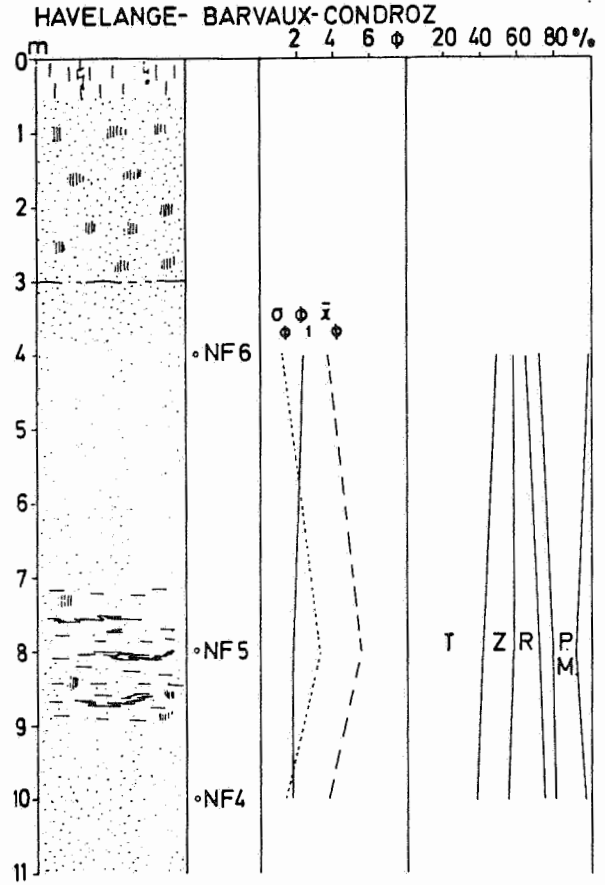 HAVELANGE- BARVAUX-CONDROZ
m 2 4 6 Φ 20 40 60 80 %
0
1
2
3
σ Φ x̄
Φ 1 Φ
4 NF6
5
6
7
8 NF5 T Z R P.
M.
9
10 NF4
11